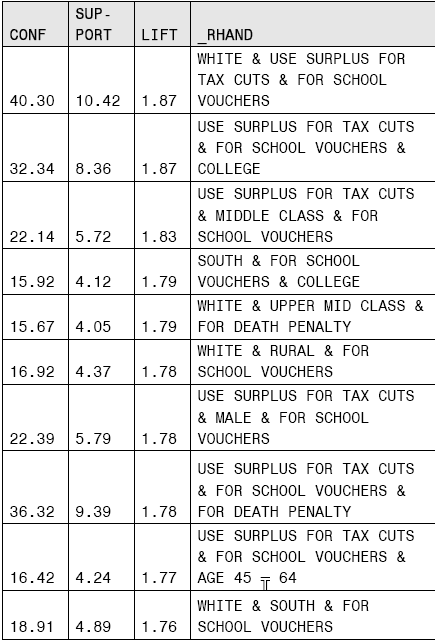 SUP-
CONF PORT LIFT _RHAND
WHITE & USE SURPLUS FOR
TAX CUTS & FOR SCHOOL
40.30 10.42 1.87 VOUCHERS
USE SURPLUS FOR TAX CUTS
& FOR SCHOOL VOUCHERS &
32.34 8.36 1.87 COLLEGE
USE SURPLUS FOR TAX CUTS
& MIDDLE CLASS & FOR
22.14 5.72 1.83 SCHOOL VOUCHERS
SOUTH & FOR SCHOOL
15.92 4.12 1.79 VOUCHERS & COLLEGE
WHITE & UPPER MID CLASS &
15.67 4.05 1.79 FOR DEATH PENALTY
WHITE & RURAL & FOR
16.92 4.37 1.78 SCHOOL VOUCHERS
USE SURPLUS FOR TAX CUTS
& MALE & FOR SCHOOL
22.39 5.79 1.78 VOUCHERS
USE SURPLUS FOR TAX CUTS
& FOR SCHOOL VOUCHERS &
36.32 9.39 1.78 FOR DEATH PENALTY
USE SURPLUS FOR TAX CUTS
& FOR SCHOOL VOUCHERS &
16.42 4.24 1.77 AGE 45 ╥ 64
WHITE & SOUTH & FOR
18.91 4.89 1.76 SCHOOL VOUCHERS